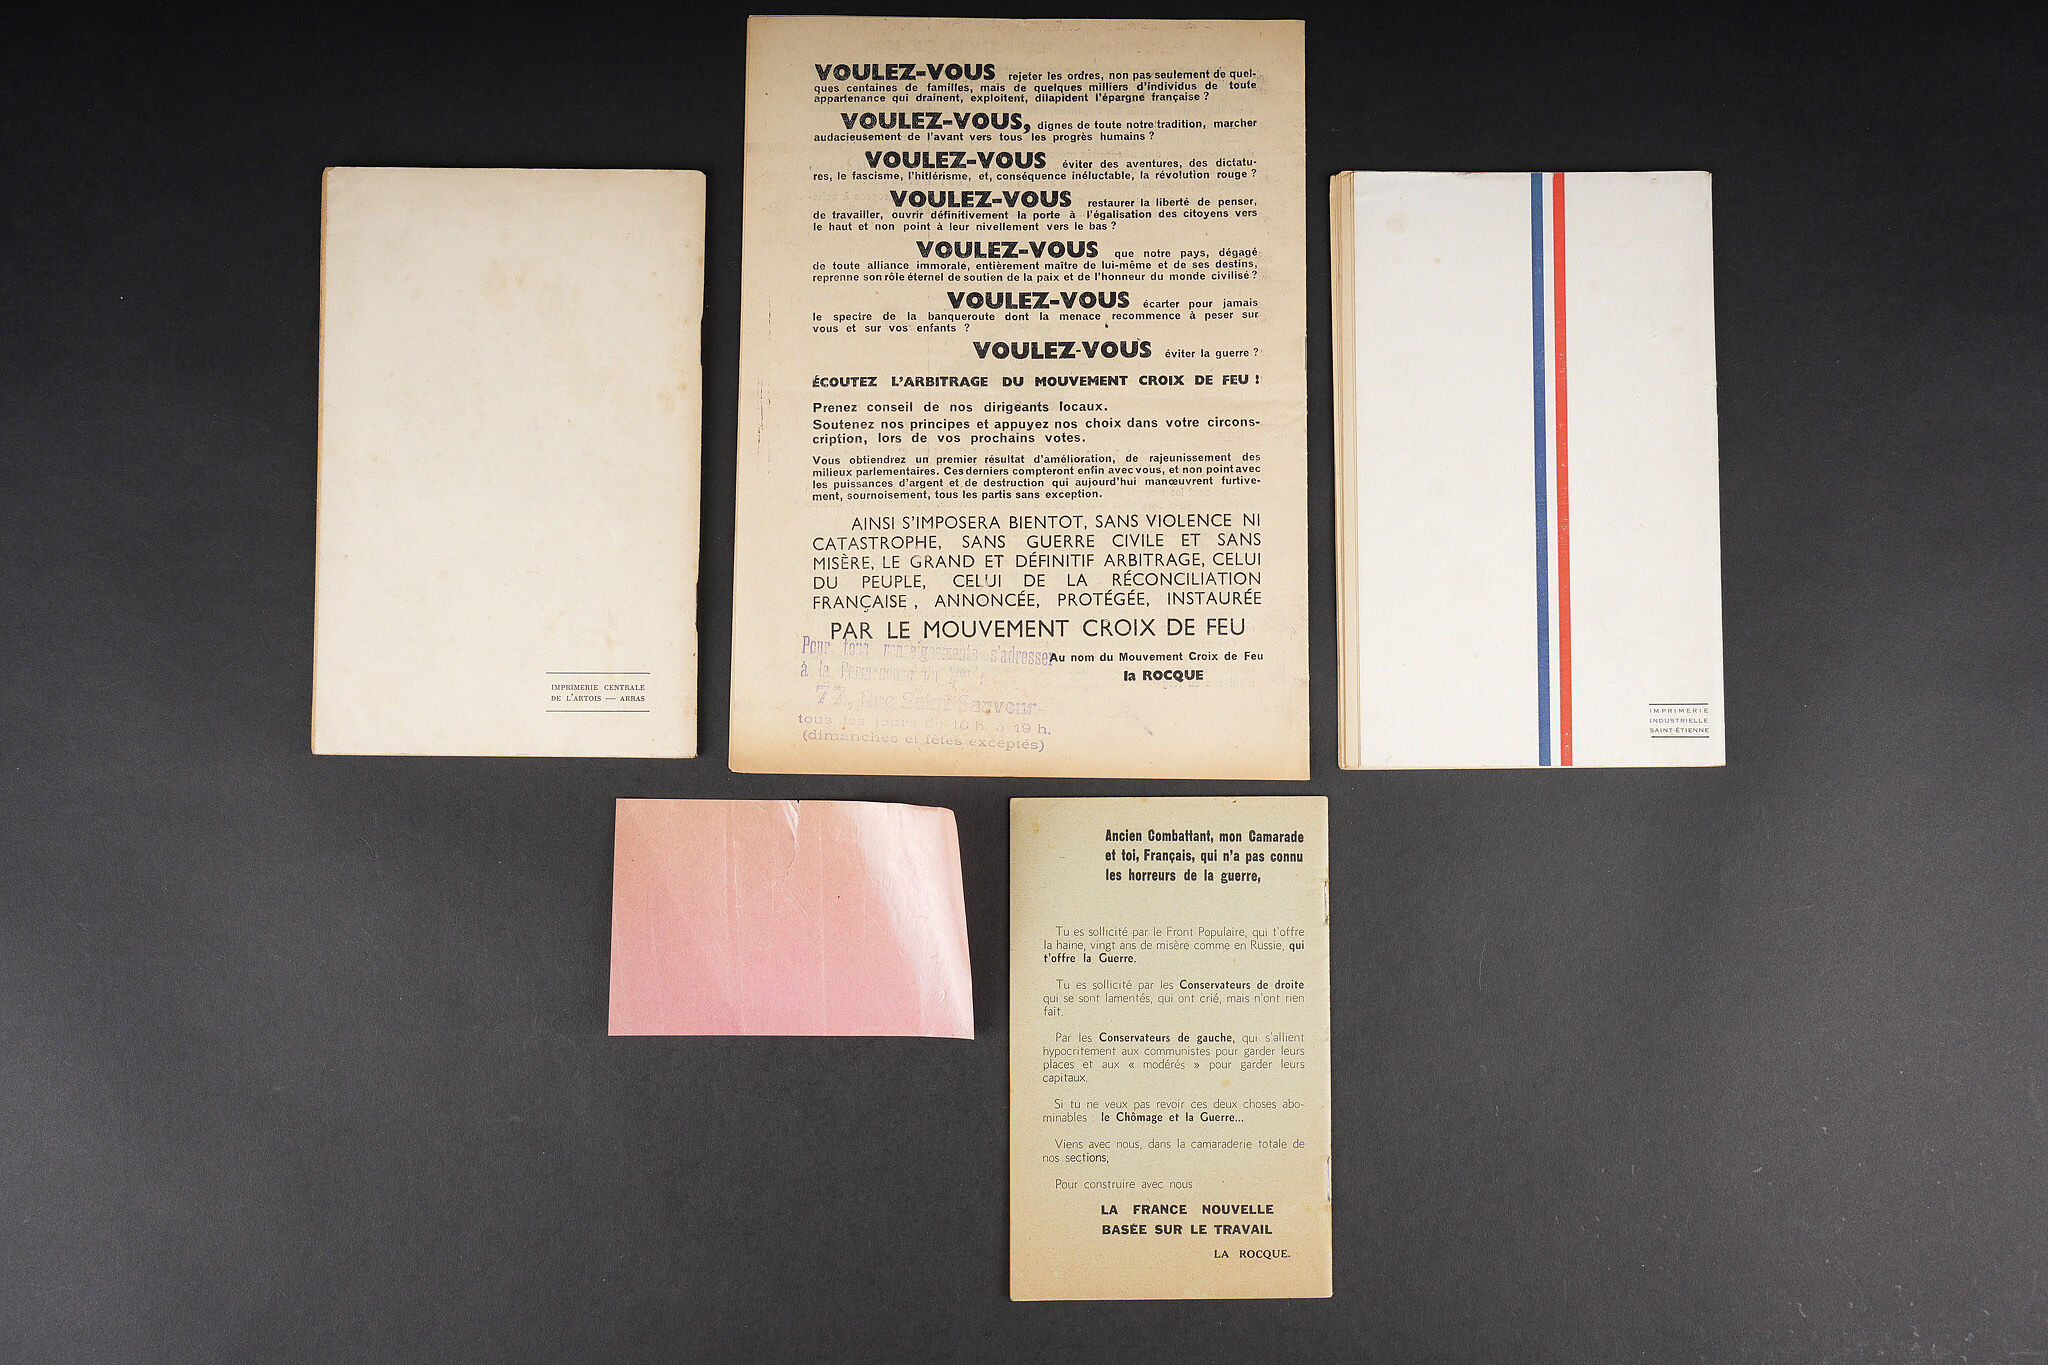 VOULEZ-VOUS rejeter les ordres, non pas seulement de quel-
ques centaines de familles, mais de quelques milliers d'individus de toute
appartenance qui drainent, exploitent, dilapident l'épargne française ?
VOULEZ-VOUS, dignes de toute notre tradition, marcher
audacieusement de l'avant vers tous les progrès humains ?
VOULEZ-VOUS éviter des aventures, des dictatu-
res, le fascisme, l'hitlérisme, et, conséquence inéluctable, la révolution rouge ?
VOULEZ-VOUS restaurer la liberté de penser,
de travailler, ouvrir définitivement la porte à l'égalisation des citoyens vers
le haut et non point à leur nivellement vers le bas ?
VOULEZ-VOUS que notre pays, dégagé
de toute alliance immorale, entièrement maître de lui-même et de ses destins,
reprenne son rôle éternel de soutien de la paix et de l'honneur du monde civilisé ?
VOULEZ-VOUS écarter pour jamais
le spectre de la banqueroute dont la menace recommence à peser sur
vous et sur vos enfants ?
VOULEZ-VOUS éviter la guerre ?
ÉCOUTEZ L'ARBITRAGE DU MOUVEMENT CROIX DE FEU !
Prenez conseil de nos dirigeants locaux.
Soutenez nos principes et appuyez nos choix dans votre circons-
cription, lors de vos prochains votes.
Vous obtiendrez un premier résultat d'amélioration, de rajeunissement des
milieux parlementaires. Ces derniers compteront enfin avec vous, et non point avec
les puissances d'argent et de destruction qui aujourd'hui manœuvrent furtive-
ment, sournoisement, tous les partis sans exception.
AINSI S'IMPOSERA BIENTOT, SANS VIOLENCE NI
CATASTROPHE, SANS GUERRE CIVILE ET SANS
MISÈRE, LE GRAND ET DÉFINITIF ARBITRAGE, CELUI
DU PEUPLE, CELUI DE LA RÉCONCILIATION
FRANÇAISE, ANNONCÉE, PROTÉGÉE, INSTAURÉE
PAR LE MOUVEMENT CROIX DE FEU
Au nom du Mouvement Croix de Feu
la ROCQUE
Pour tous renseignements s'adresser
à la Permanence
77, Rue Saint-Sauveur
tous les jours de 16 h. à 19 h.
(dimanches et fêtes exceptés)
IMPRIMERIE CENTRALE
DE L'ARTOIS — ARRAS
IMPRIMERIE
INDUSTRIELLE
SAINT-ÉTIENNE
Ancien Combattant, mon Camarade
et toi, Français, qui n'a pas connu
les horreurs de la guerre,
Tu es sollicité par le Front Populaire, qui t'offre
la haine, vingt ans de misère comme en Russie, qui
t'offre la Guerre.
Tu es sollicité par les Conservateurs de droite
qui se sont lamentés, qui ont crié, mais n'ont rien
fait.
Par les Conservateurs de gauche, qui s'allient
hypocritement aux communistes pour garder leurs
places et aux « modérés » pour garder leurs
capitaux.
Si tu ne veux pas revoir ces deux choses abo-
minables : le Chômage et la Guerre...
Viens avec nous, dans la camaraderie totale de
nos sections,
Pour construire avec nous
LA FRANCE NOUVELLE
BASÉE SUR LE TRAVAIL
LA ROCQUE.